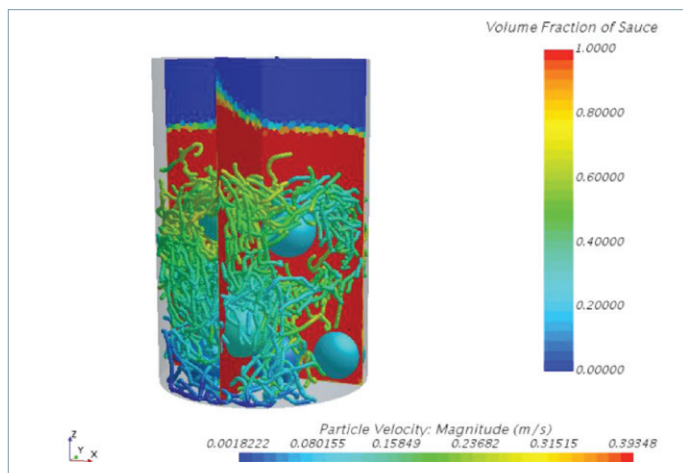 Volume Fraction of Sauce
1.0000
0.80000
0.60000
0.40000
0.20000
0.00000
Particle Velocity: Magnitude (m/s)
0.0018222 0.080155 0.15849 0.23682 0.31515 0.39348
Z
Y
X